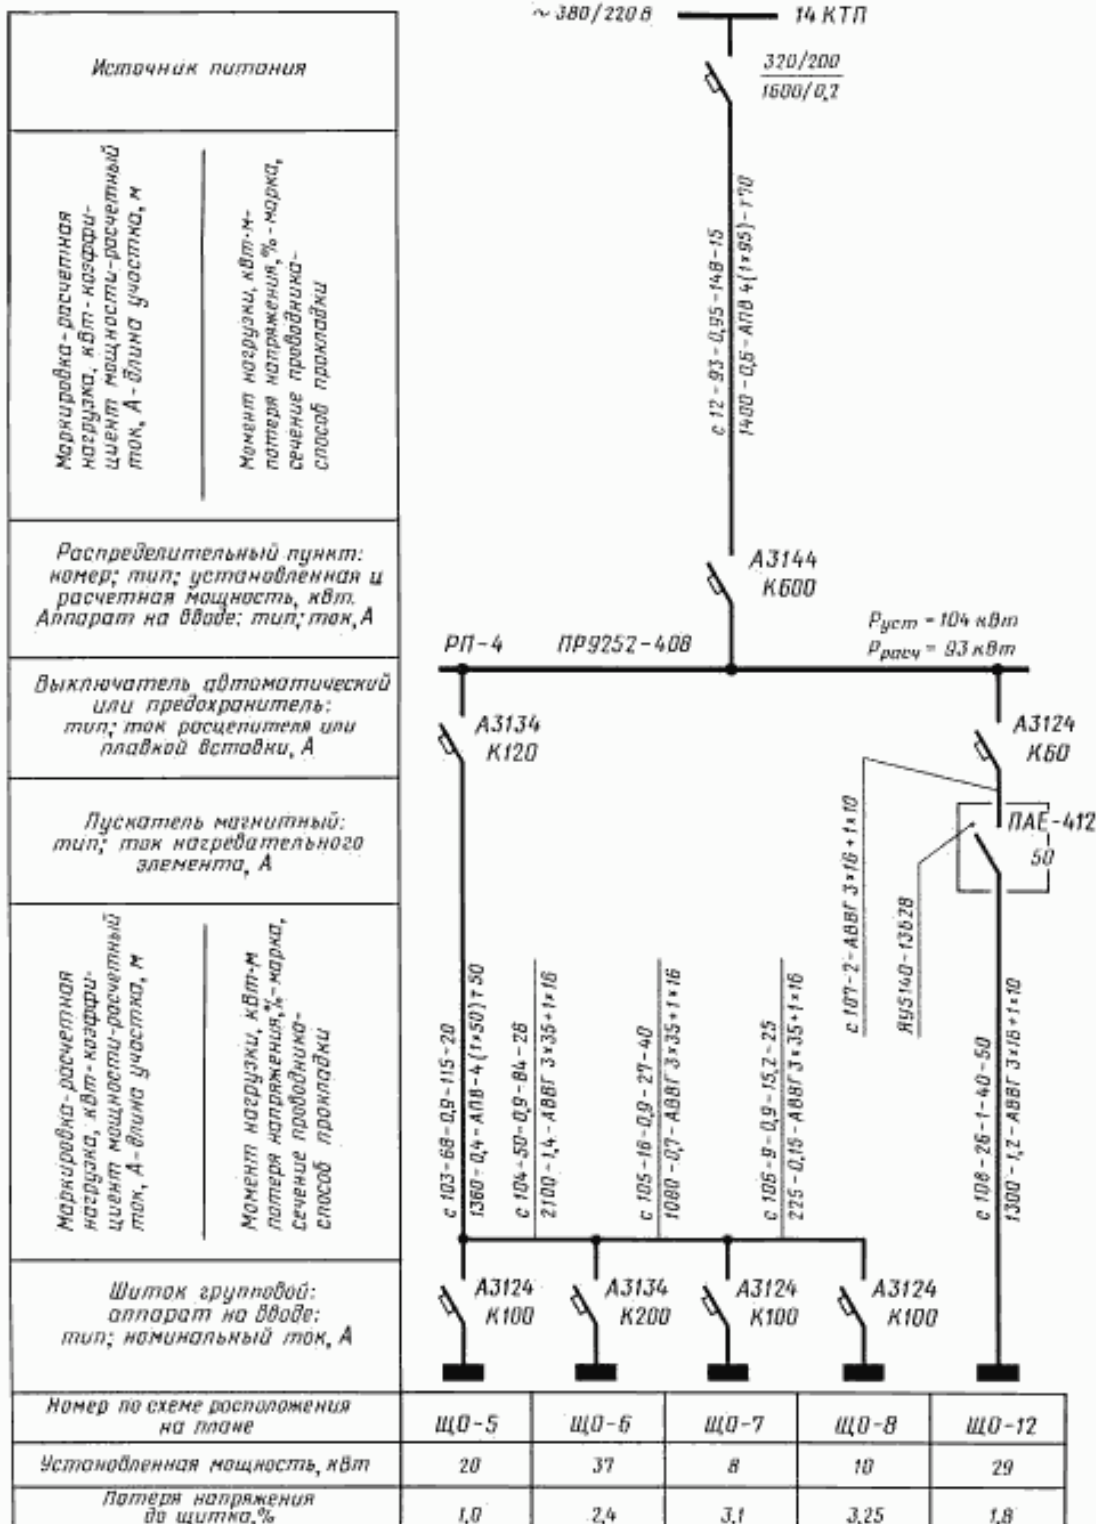 ~ 380/220 В 14 КТП
320/200
1600/0,2
Источник питания
Маркировка-расчетная
нагрузка, кВт-коэффи-
циент мощности-расчетный
ток, А-длина участка, м
Момент нагрузки, кВт·м-
потеря напряжения, %-марка,
сечение проводника-
способ прокладки
с 12-93-0,95-148-15
1400-0,6-АПВ 4(1×95)-т70
Распределительный пункт:
номер; тип; установленная и
расчетная мощность, квт.
Аппарат на вводе: тип; ток, А
А3144
К600
РП-4 ПР9252-408
Руст = 104 кВт
Ррасч = 93 кВт
Выключатель автоматический
или предохранитель:
тип; ток расцепителя или
плавкой вставки, А
А3134
К120
А3124
К60
Пускатель магнитный:
тип; ток нагревательного
элемента, А
ПАЕ-412
50
с 107-2-АВВГ 3×16+1×10
ЯУ5140-13Б2В
Маркировка-расчетная
нагрузка, кВт-коэффи-
циент мощности-расчетный
ток, А-длина участка, м
Момент нагрузки, кВт·м
потеря напряжения, %-марка,
сечение проводника-
способ прокладки
с 103-68-0,9-115-20
1360-0,4-АПВ-4(1×50) т 50
с 104-50-0,9-84-26
2100-1,4-АВВГ 3×35+1×16
с 105-16-0,9-27-40
1080-0,7-АВВГ 3×35+1×16
с 106-9-0,9-15,2-25
225-0,15-АВВГ 3×35+1×16
с 108-26-1-40-50
1300-1,2-АВВГ 3×16+1×10
Щиток групповой:
аппарат на вводе:
тип; номинальный ток, А
А3124
К100
А3134
К200
А3124
К100
А3124
К100
Номер по схеме расположения
на плане
ЩО-5 ЩО-6 ЩО-7 ЩО-8 ЩО-12
Установленная мощность, кВт 20 37 8 10 29
Потеря напряжения
до щитка, % 1,0 2,4 3,1 3,25 1,8